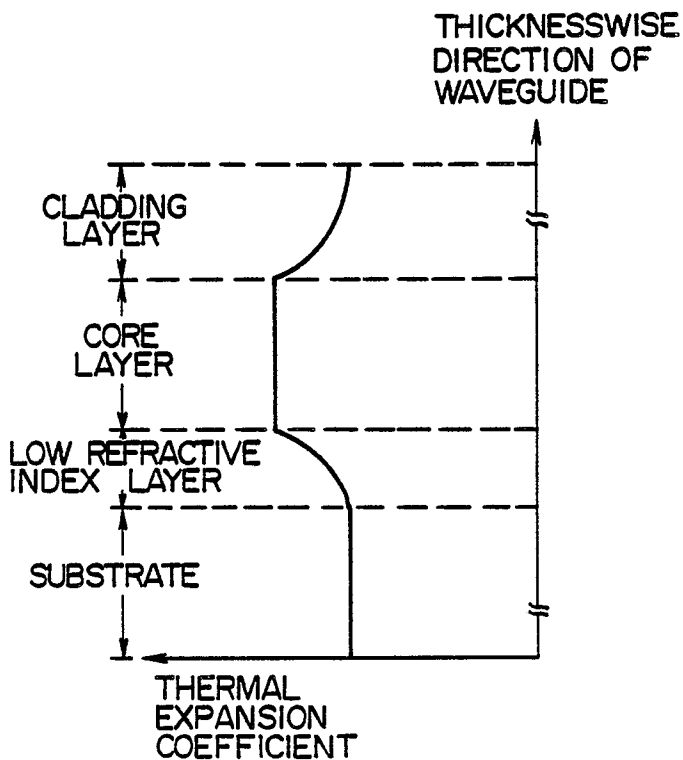 THICKNESSWISE
DIRECTION OF
WAVEGUIDE
CLADDING
LAYER
CORE
LAYER
LOW REFRACTIVE
INDEX LAYER
SUBSTRATE
THERMAL
EXPANSION
COEFFICIENT